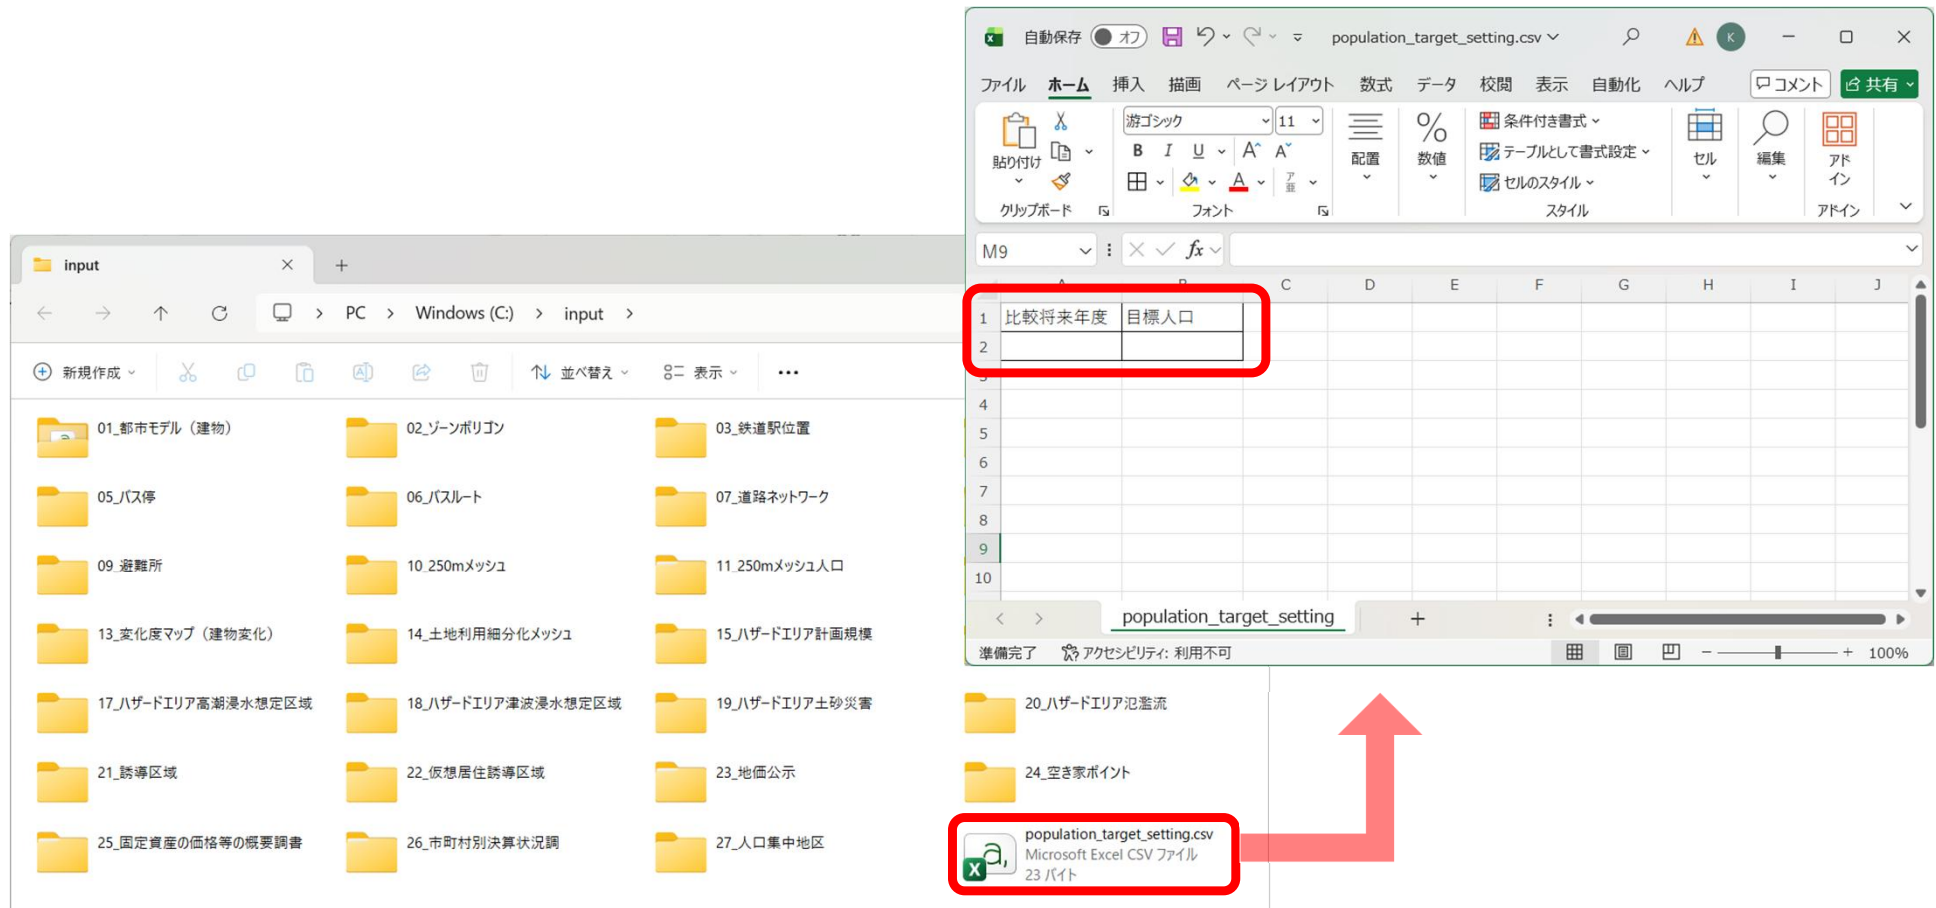 自動保存 オフ population_target_setting.csv K
ファイル ホーム 挿入 描画 ページ レイアウト 数式 データ 校閲 表示 自動化 ヘルプ コメント 共有
貼り付け
クリップボード
游ゴシック 11
B I U A A
A ア亜
フォント
配置
% 数値
条件付き書式
テーブルとして書式設定
セルのスタイル
スタイル
セル
編集
アド
イン
アドイン
M9 fx
C D E F G H I J
1 比較将来年度 目標人口
2
4
5
6
7
8
9
10
population_target_setting
準備完了 アクセシビリティ: 利用不可 100%
input
PC > Windows (C:) > input >
新規作成 並べ替え 表示 •••
01_都市モデル（建物） 02_ゾーンポリゴン 03_鉄道駅位置
05_バス停 06_バスルート 07_道路ネットワーク
09_避難所 10_250mメッシュ 11_250mメッシュ人口
13_変化度マップ（建物変化） 14_土地利用細分化メッシュ 15_ハザードエリア計画規模
17_ハザードエリア高潮浸水想定区域 18_ハザードエリア津波浸水想定区域 19_ハザードエリア土砂災害 20_ハザードエリア氾濫流
21_誘導区域 22_仮想居住誘導区域 23_地価公示 24_空き家ポイント
25_固定資産の価格等の概要調書 26_市町村別決算状況調 27_人口集中地区
population_target_setting.csv
Microsoft Excel CSV ファイル
23 バイト